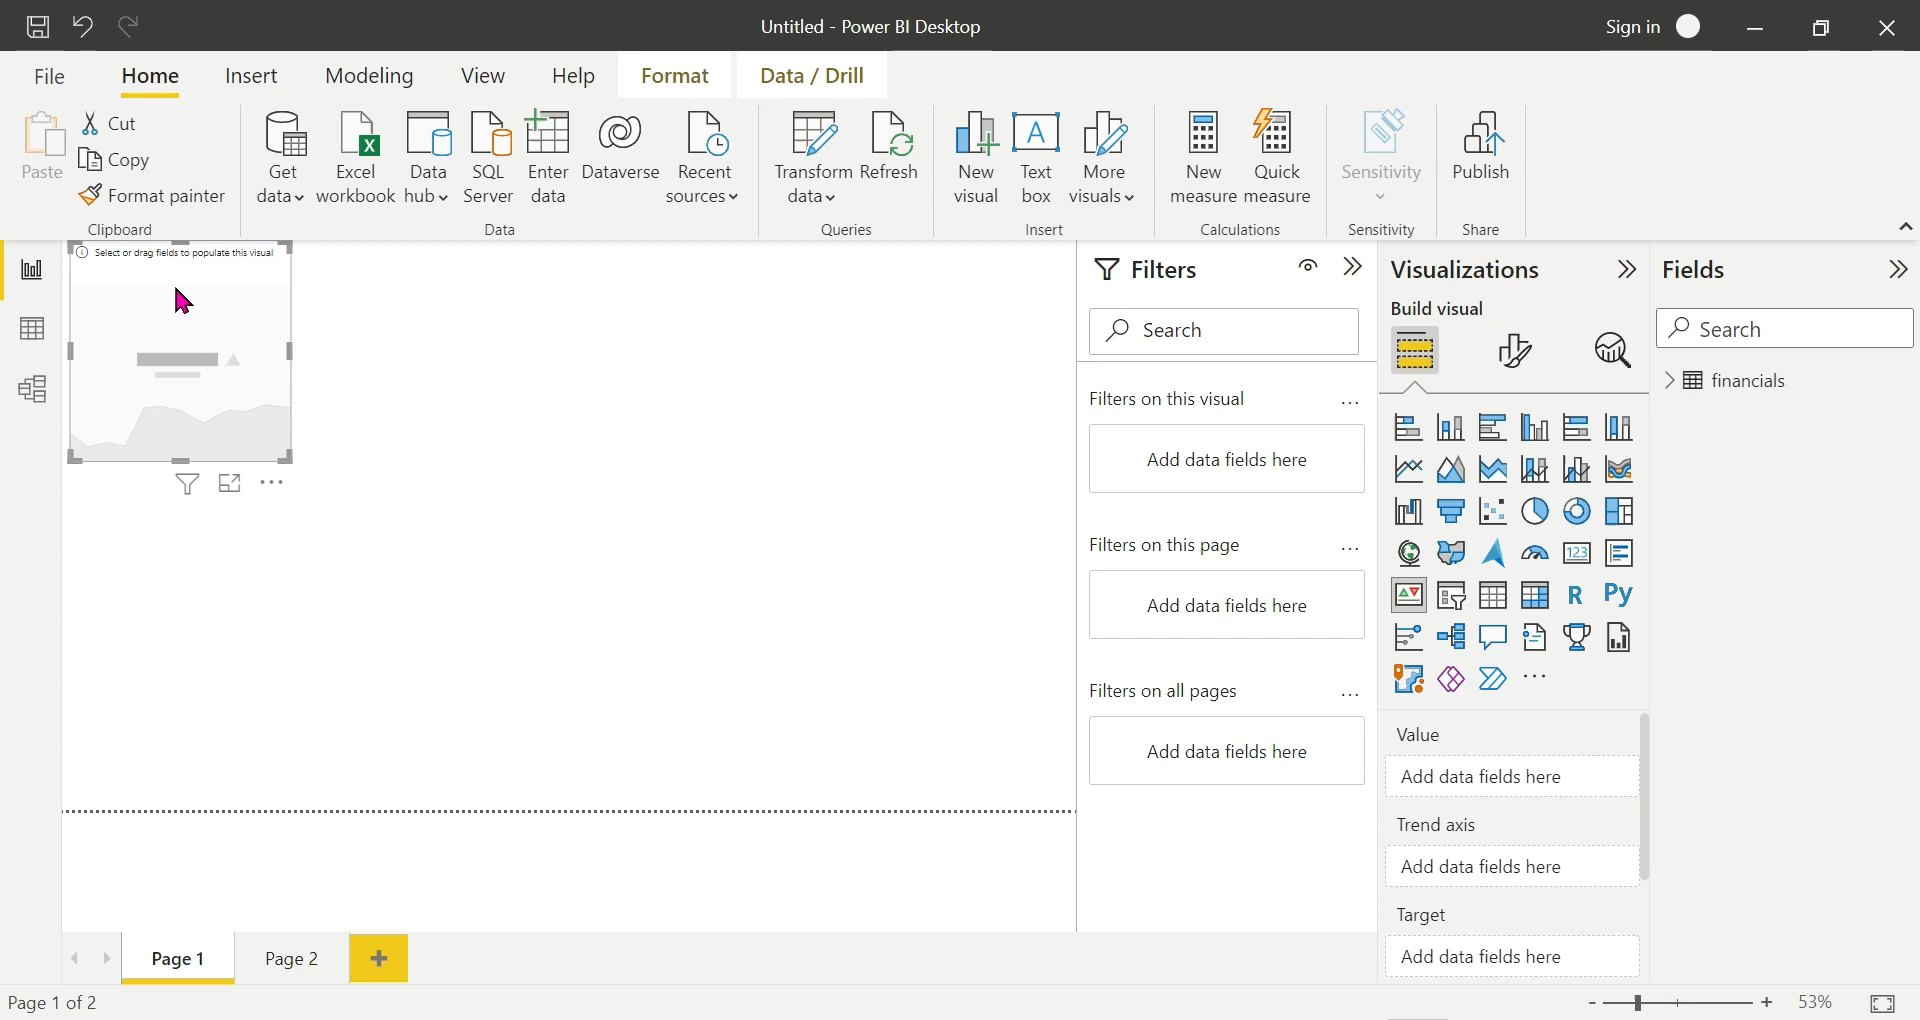 Untitled - Power BI Desktop
Sign in
File
Home
Insert
Modeling
View
Help
Format
Data / Drill
Paste
Cut
Copy
Format painter
Clipboard
Get data
Excel workbook
Data hub
SQL Server
Enter data
Dataverse
Recent sources
Data
Transform data
Refresh
Queries
New visual
Text box
More visuals
Insert
New measure
Quick measure
Calculations
Sensitivity
Sensitivity
Publish
Share
Select or drag fields to populate this visual
Filters
Search
Filters on this visual
Add data fields here
Filters on this page
Add data fields here
Filters on all pages
Add data fields here
Visualizations
Build visual
123
R
Py
Value
Add data fields here
Trend axis
Add data fields here
Target
Add data fields here
Fields
Search
financials
Page 1
Page 2
Page 1 of 2
53%